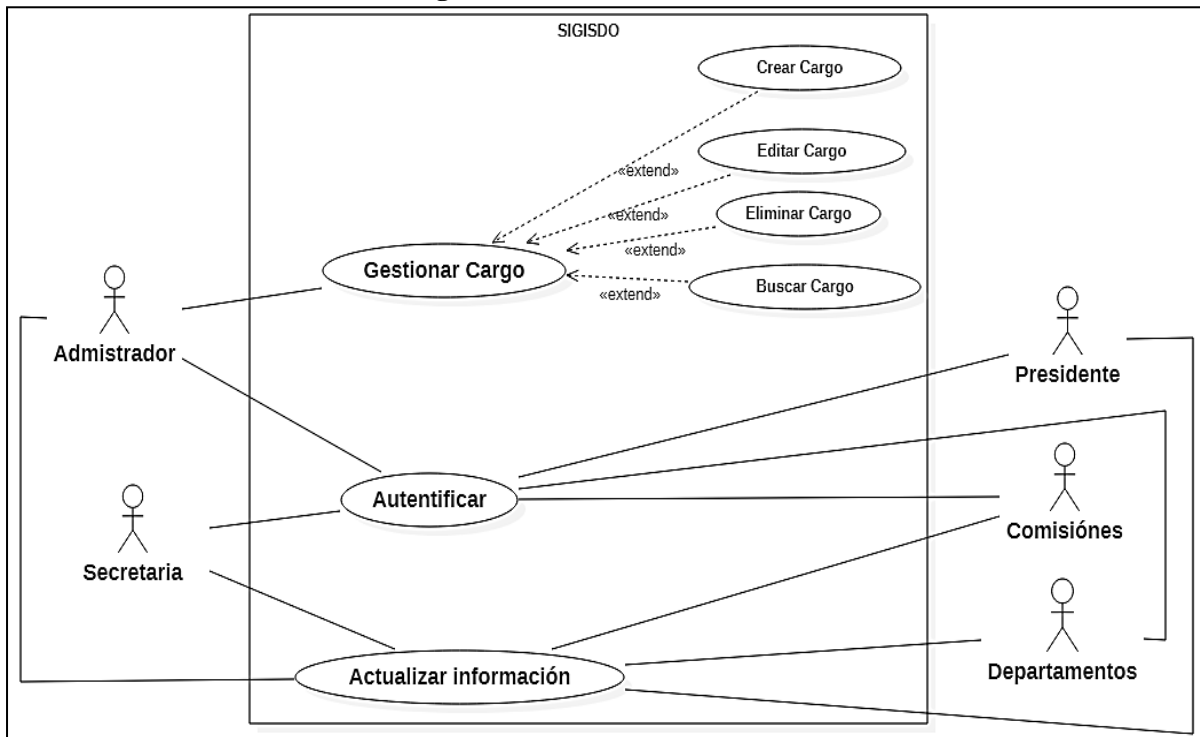 SIGISDO
Crear Cargo
Editar Cargo
«extend»
Eliminar Cargo
«extend»
«extend»
Gestionar Cargo
Buscar Cargo
«extend»
Admistrador
Presidente
Autentificar
Comisiónes
Secretaria
Departamentos
Actualizar información